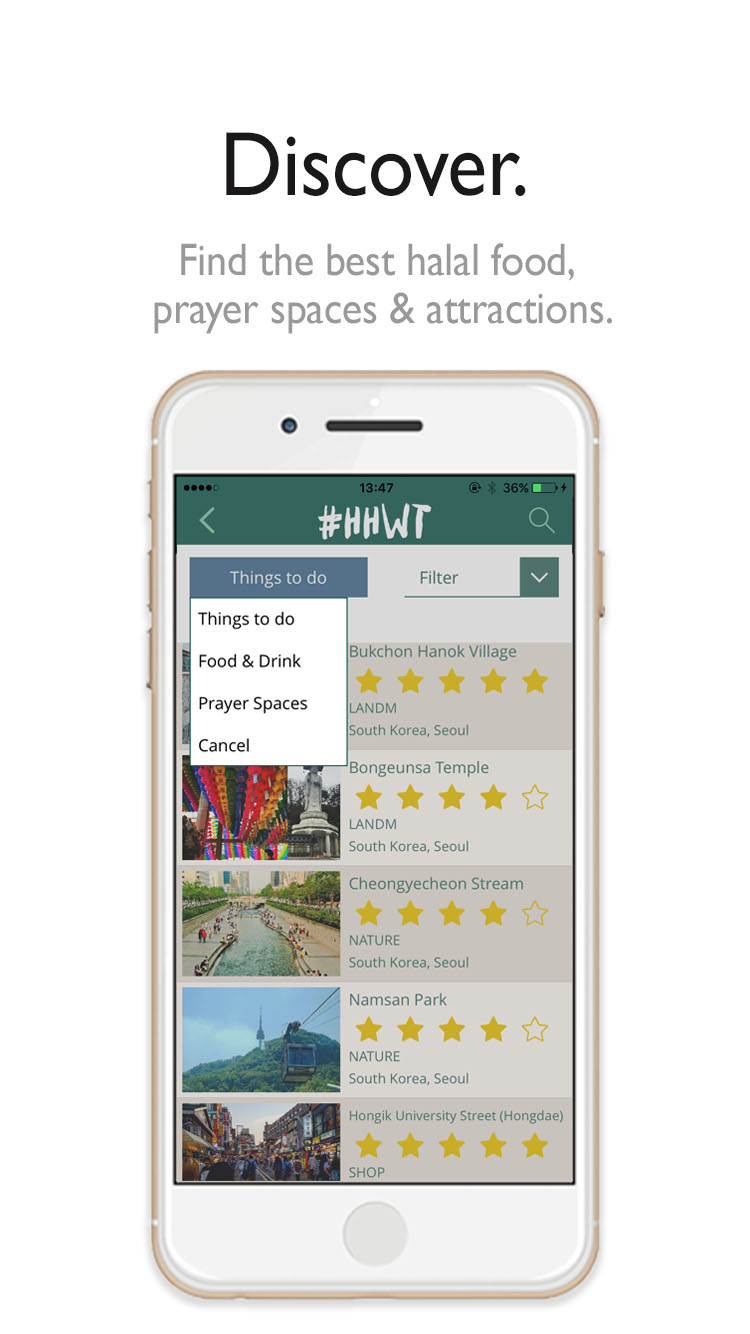 Discover.
Find the best halal food,
prayer spaces & attractions.
13:47
36%
#HHWT
Things to do
Filter
Things to do
Food & Drink
Prayer Spaces
Cancel
Bukchon Hanok Village
LANDM
South Korea, Seoul
Bongeunsa Temple
LANDM
South Korea, Seoul
Cheongyecheon Stream
NATURE
South Korea, Seoul
Namsan Park
NATURE
South Korea, Seoul
Hongik University Street (Hongdae)
SHOP